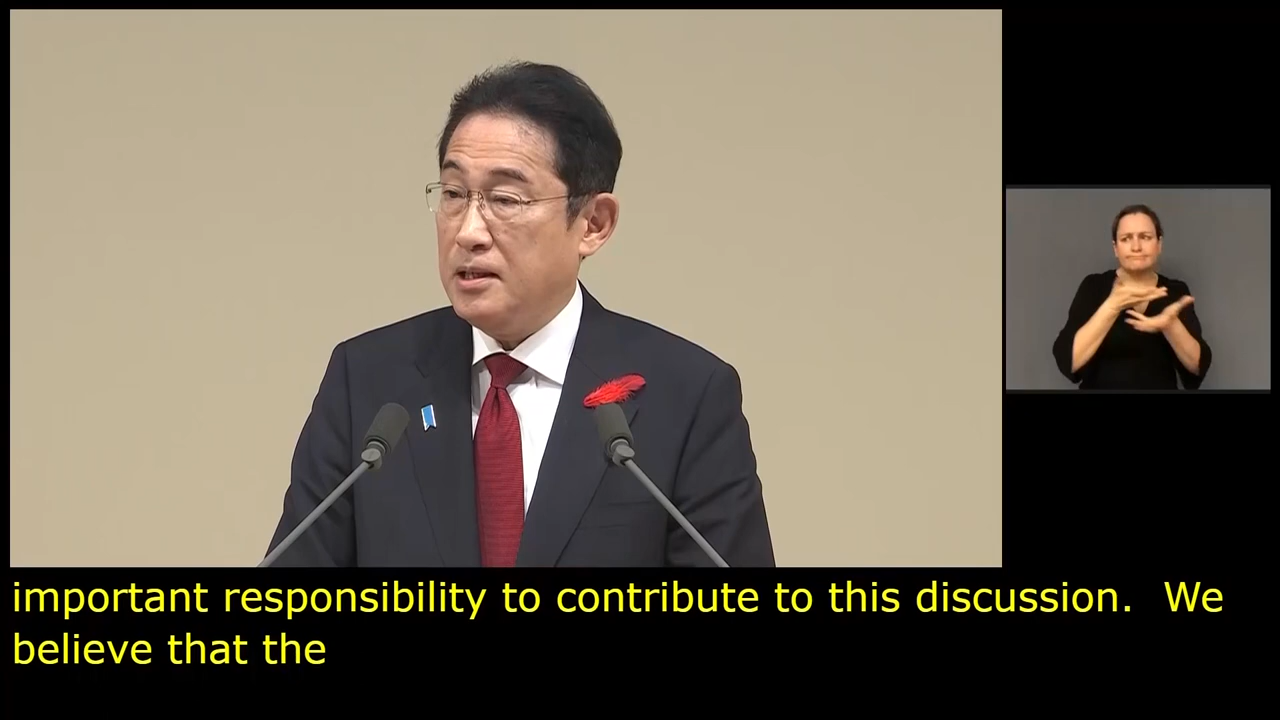 important responsibility to contribute to this discussion.  We
believe that the